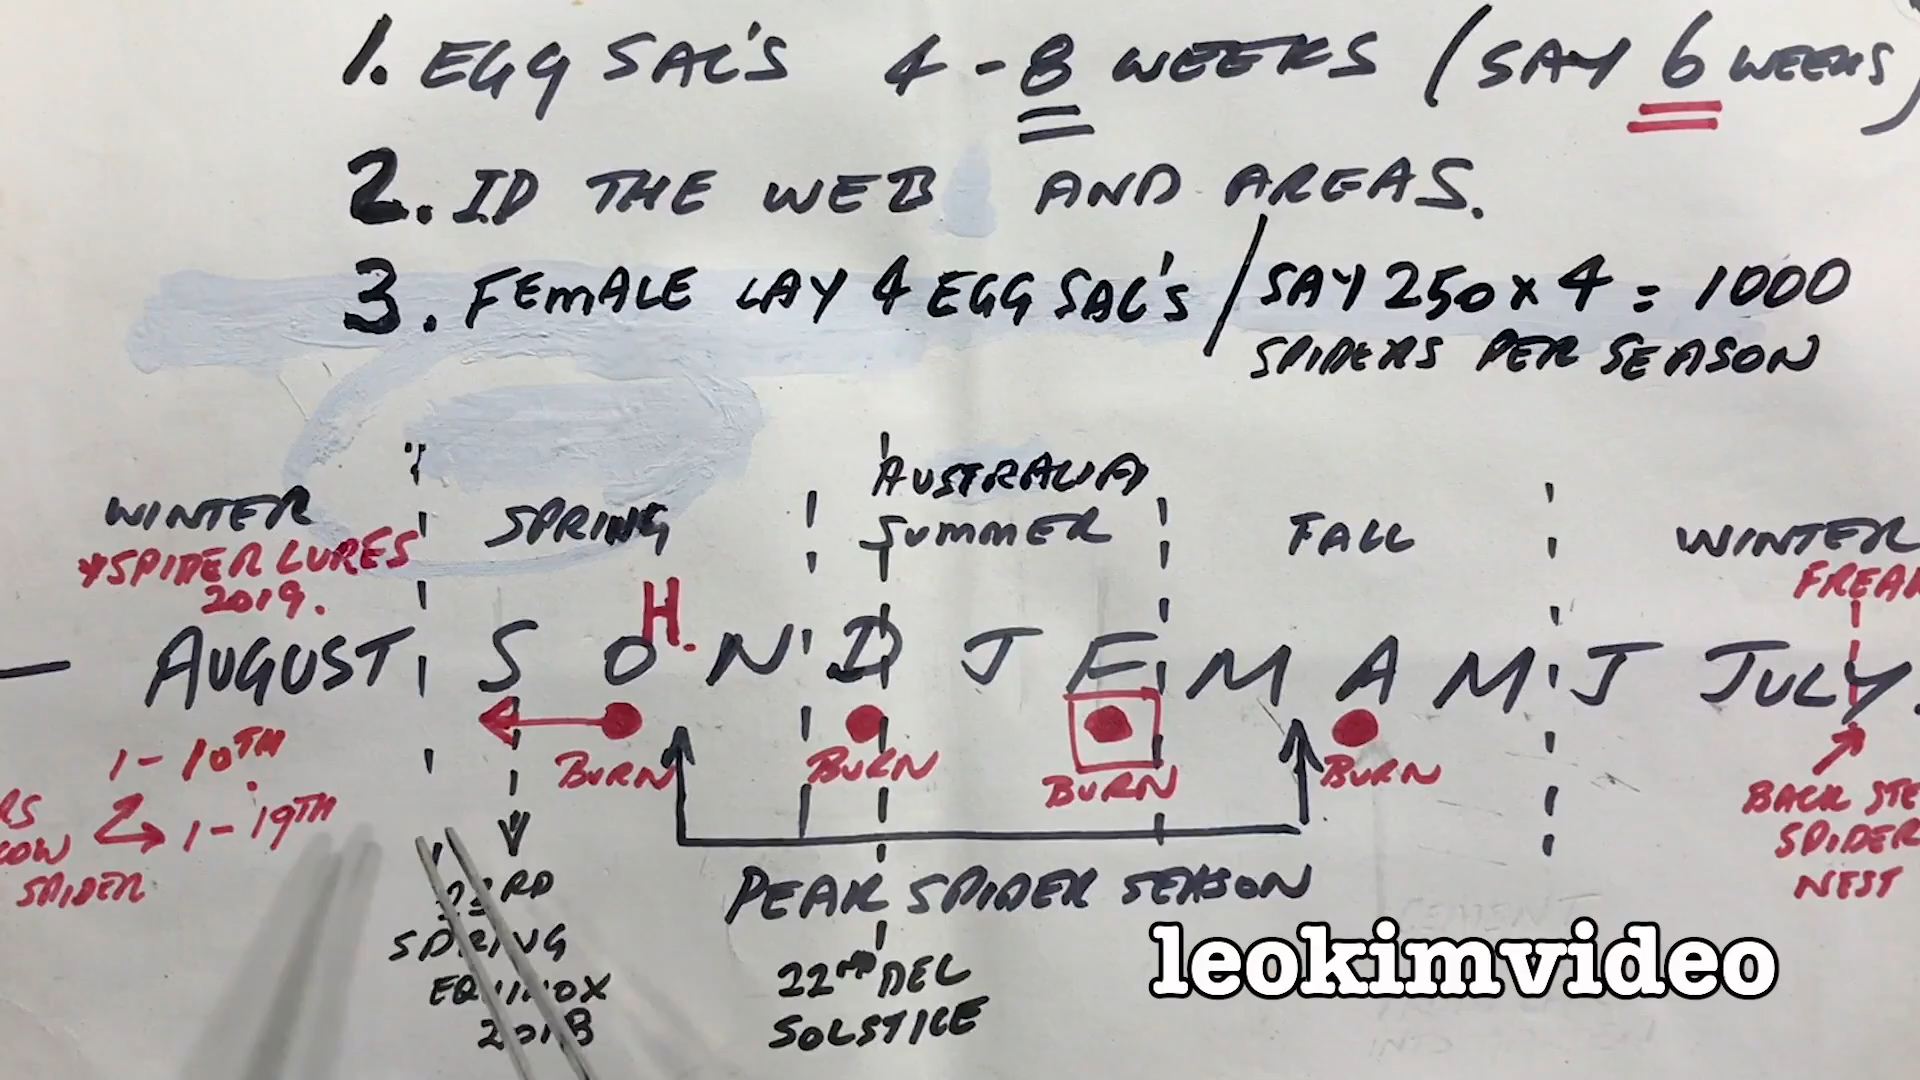 1. EGG SAC'S 4-8 WEEKS (SAY 6 WEEKS)
2. ID THE WEB AND AREAS.
3. FEMALE LAY 4 EGG SAC'S / SAY 250 x 4 = 1000
SPIDERS PER SEASON
AUSTRALIA
WINTER SPRING SUMMER FALL WINTER
*SPIDER LURES
2019.
FREAK
H.
- AUGUST S O N D J F M A M J JULY.
BURN BURN BURN BURN
1-10TH
1-19TH
SPIDER
BACK STE
SPIDER
NEST
PEAK SPIDER SEASON
23RD
SPRING
EQUINOX
2018
22ND DEC
SOLSTICE
leokimvideo